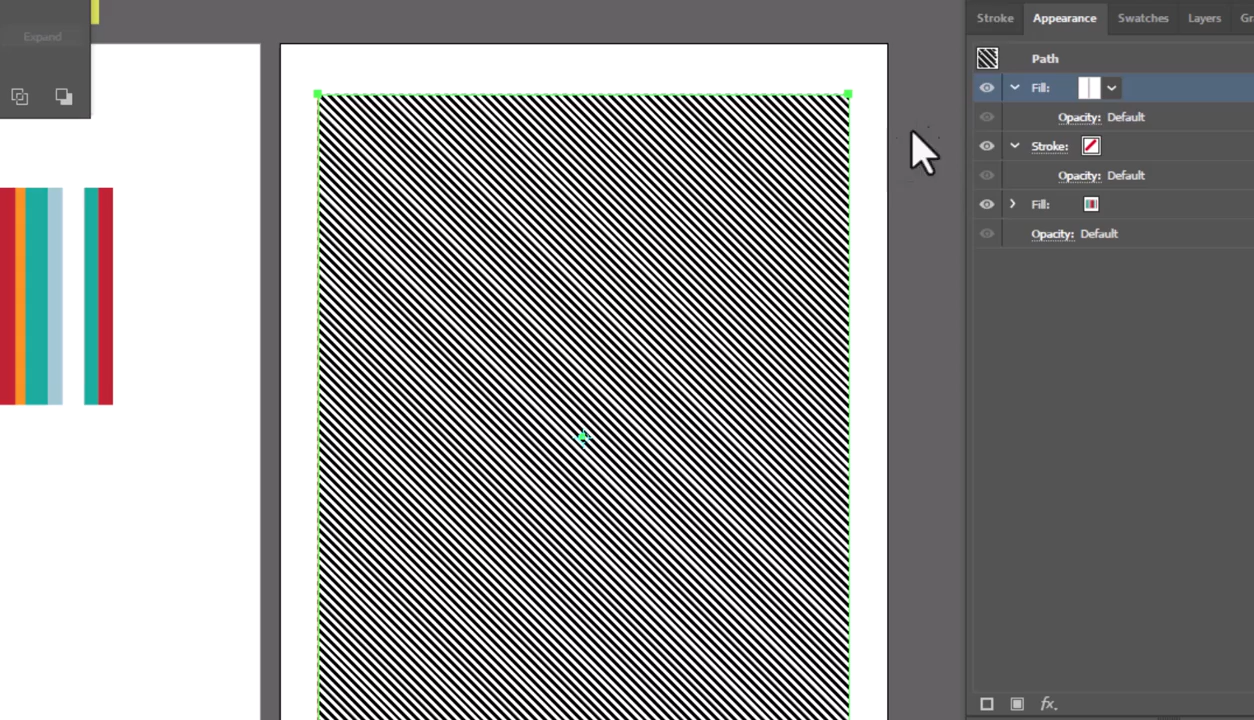 Expand
Stroke Appearance Swatches Layers Gr
Path
Fill:
Opacity: Default
Stroke:
Opacity: Default
Fill:
Opacity: Default
fx.